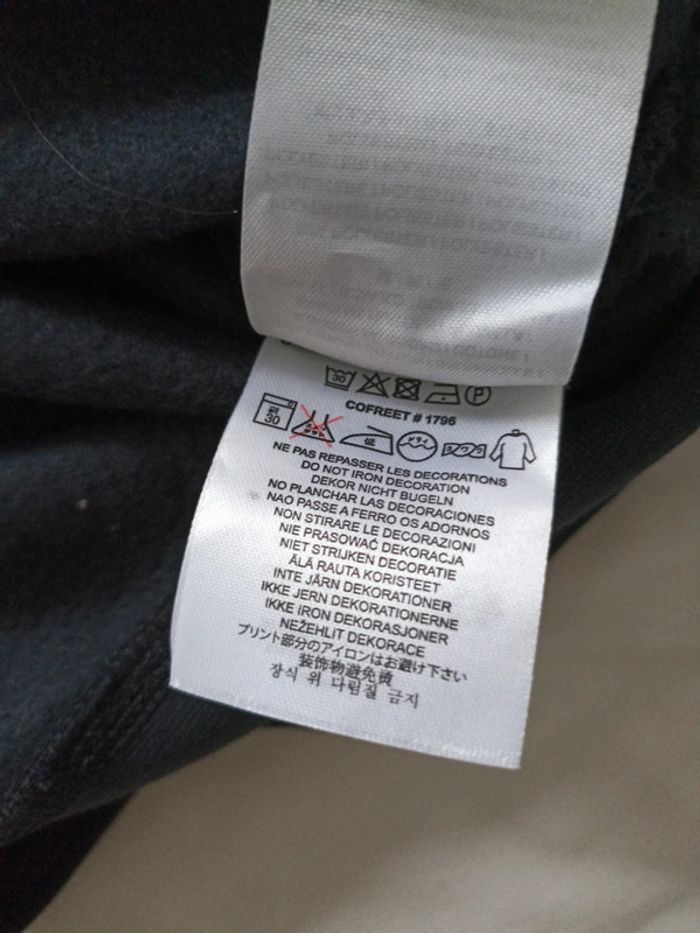 30 P
COFREET # 1796
30
NE PAS REPASSER LES DECORATIONS
DO NOT IRON DECORATION
DEKOR NICHT BUGELN
NO PLANCHAR LAS DECORACIONES
NAO PASSE A FERRO OS ADORNOS
NON STIRARE LE DECORAZIONI
NIE PRASOWAĆ DEKORACJA
NIET STRIJKEN DECORATIE
ÄLÄ RAUTA KORISTEET
INTE JÄRN DEKORATIONER
IKKE JERN DEKORATIONERNE
IKKE IRON DEKORASJONER
NEŽEHLIT DEKORACE
プリント部分のアイロンはお避け下さい
装饰物避免烫
장식 위 다림질 금지